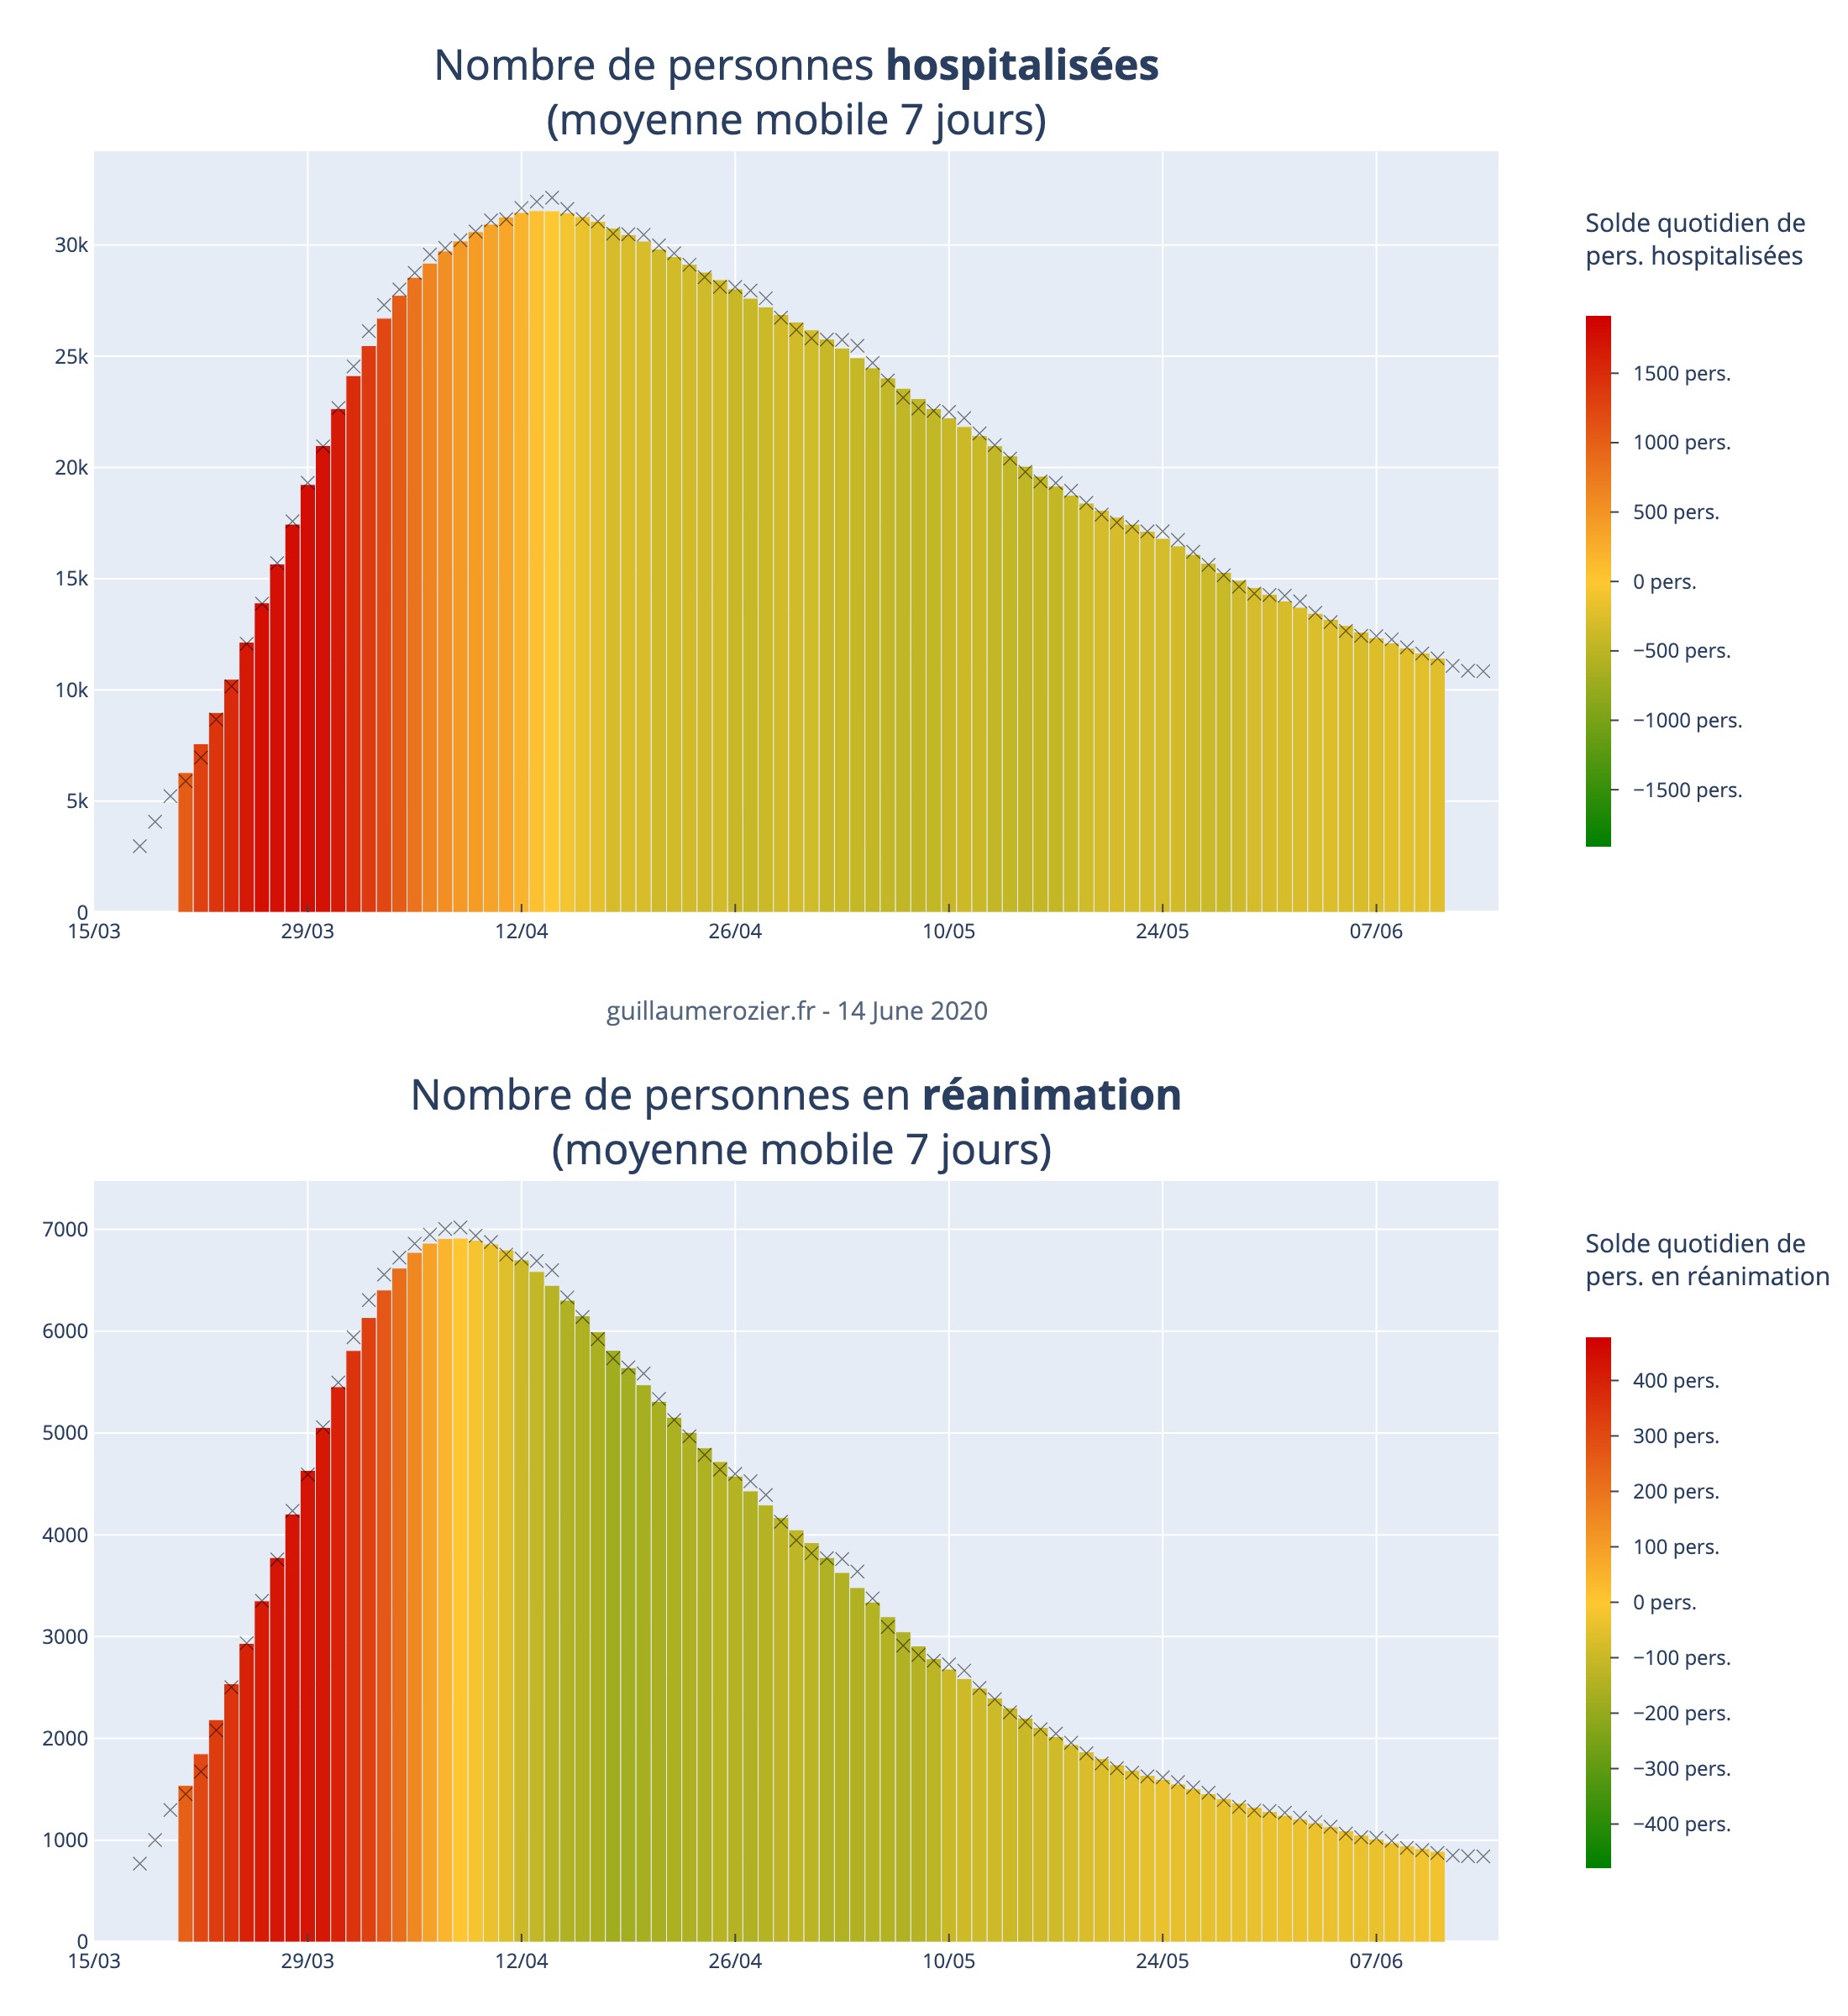 Nombre de personnes hospitalisées
(moyenne mobile 7 jours)
Solde quotidien de
pers. hospitalisées
30k
25k
20k
15k
10k
5k
0
1500 pers.
1000 pers.
500 pers.
0 pers.
−500 pers.
−1000 pers.
−1500 pers.
15/03 29/03 12/04 26/04 10/05 24/05 07/06
guillaumerozier.fr - 14 June 2020
Nombre de personnes en réanimation
(moyenne mobile 7 jours)
Solde quotidien de
pers. en réanimation
7000
6000
5000
4000
3000
2000
1000
0
400 pers.
300 pers.
200 pers.
100 pers.
0 pers.
−100 pers.
−200 pers.
−300 pers.
−400 pers.
15/03 29/03 12/04 26/04 10/05 24/05 07/06